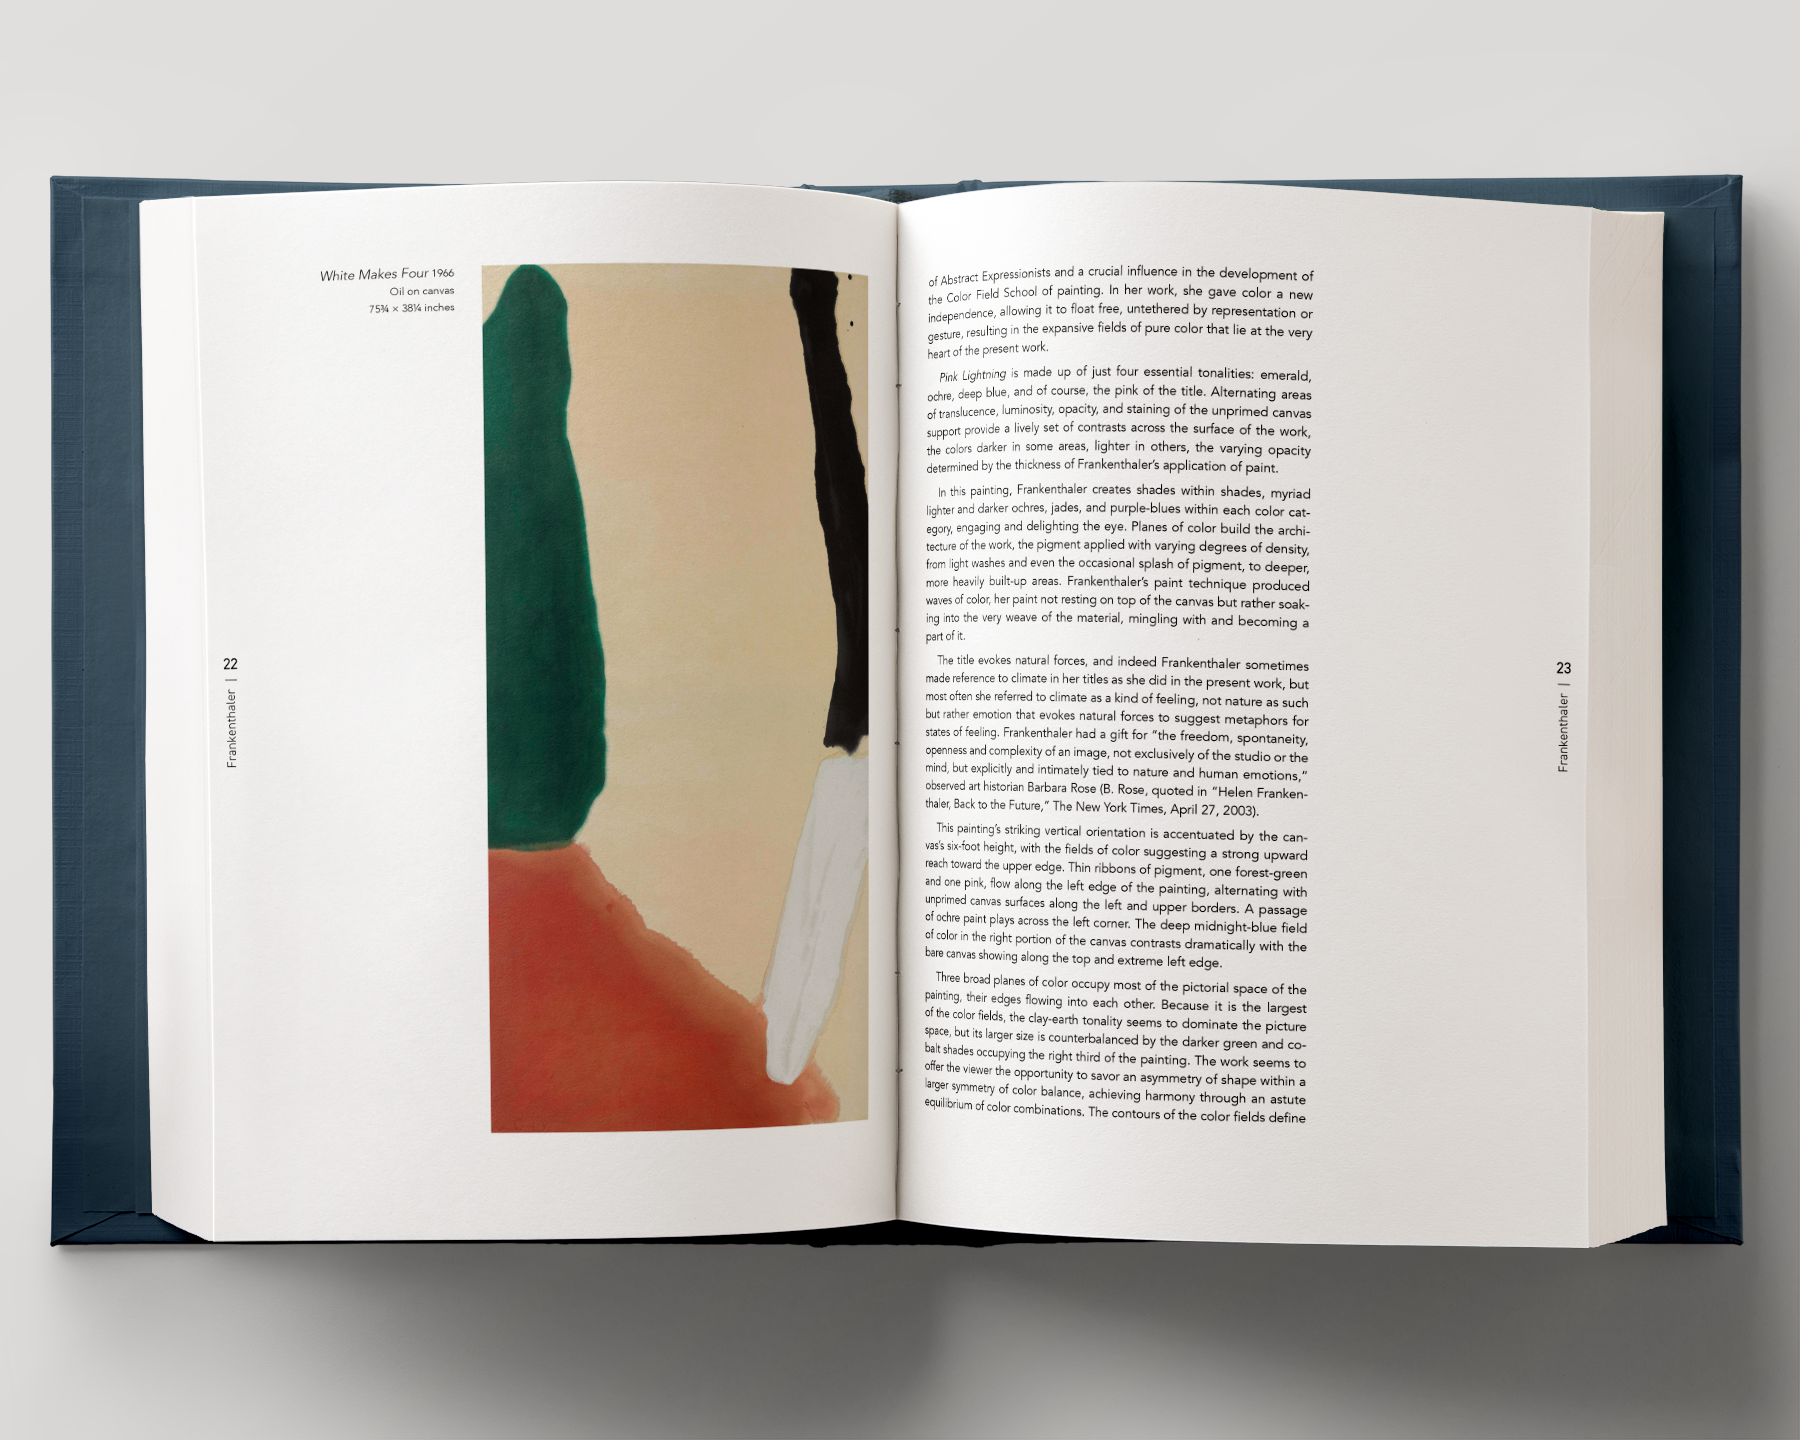 White Makes Four 1966
Oil on canvas
75¾ × 38¼ inches
22
Frankenthaler |
of Abstract Expressionists and a crucial influence in the development of
the Color Field School of painting. In her work, she gave color a new
independence, allowing it to float free, untethered by representation or
gesture, resulting in the expansive fields of pure color that lie at the very
heart of the present work.
Pink Lightning is made up of just four essential tonalities: emerald,
ochre, deep blue, and of course, the pink of the title. Alternating areas
of translucence, luminosity, opacity, and staining of the unprimed canvas
support provide a lively set of contrasts across the surface of the work,
the colors darker in some areas, lighter in others, the varying opacity
determined by the thickness of Frankenthaler's application of paint.
In this painting, Frankenthaler creates shades within shades, myriad
lighter and darker ochres, jades, and purple-blues within each color cat-
egory, engaging and delighting the eye. Planes of color build the archi-
tecture of the work, the pigment applied with varying degrees of density,
from light washes and even the occasional splash of pigment, to deeper,
more heavily built-up areas. Frankenthaler's paint technique produced
waves of color, her paint not resting on top of the canvas but rather soak-
ing into the very weave of the material, mingling with and becoming a
part of it.
The title evokes natural forces, and indeed Frankenthaler sometimes
made reference to climate in her titles as she did in the present work, but
most often she referred to climate as a kind of feeling, not nature as such
but rather emotion that evokes natural forces to suggest metaphors for
states of feeling. Frankenthaler had a gift for “the freedom, spontaneity,
openness and complexity of an image, not exclusively of the studio or the
mind, but explicitly and intimately tied to nature and human emotions,”
observed art historian Barbara Rose (B. Rose, quoted in “Helen Franken-
thaler, Back to the Future,” The New York Times, April 27, 2003).
This painting's striking vertical orientation is accentuated by the can-
vas's six-foot height, with the fields of color suggesting a strong upward
reach toward the upper edge. Thin ribbons of pigment, one forest-green
and one pink, flow along the left edge of the painting, alternating with
unprimed canvas surfaces along the left and upper borders. A passage
of ochre paint plays across the left corner. The deep midnight-blue field
of color in the right portion of the canvas contrasts dramatically with the
bare canvas showing along the top and extreme left edge.
Three broad planes of color occupy most of the pictorial space of the
painting, their edges flowing into each other. Because it is the largest
of the color fields, the clay-earth tonality seems to dominate the picture
space, but its larger size is counterbalanced by the darker green and co-
balt shades occupying the right third of the painting. The work seems to
offer the viewer the opportunity to savor an asymmetry of shape within a
larger symmetry of color balance, achieving harmony through an astute
equilibrium of color combinations. The contours of the color fields define
23
Frankenthaler |